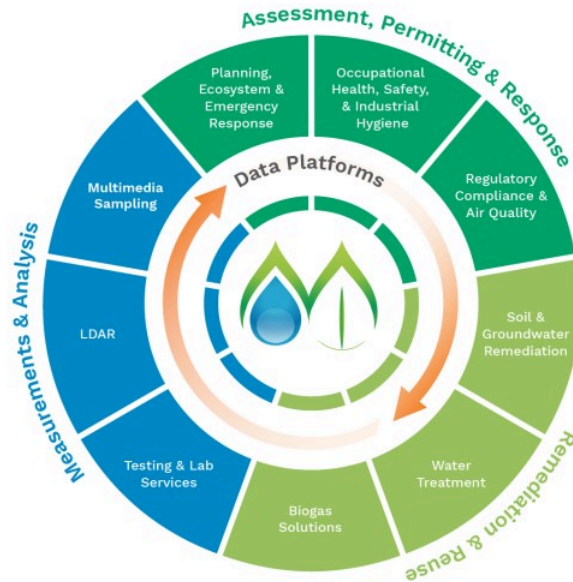 Assessment, Permitting & Response
Planning,
Ecosystem &
Emergency
Response
Occupational
Health, Safety,
& Industrial
Hygiene
Regulatory
Compliance &
Air Quality
Soil &
Groundwater
Remediation
Water
Treatment
Remediation & Reuse
Biogas
Solutions
Testing & Lab
Services
LDAR
Multimedia
Sampling
Measurements & Analysis
Data Platforms